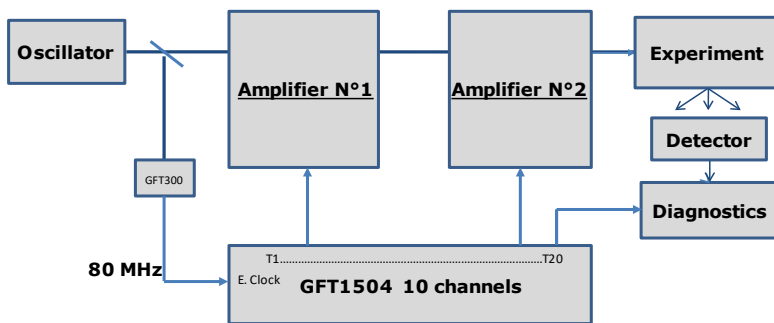 Oscillator
Amplifier N°1
Amplifier N°2
Experiment
Detector
GFT300
Diagnostics
80 MHz
T1......................................................................................T20
E. Clock
GFT1504 10 channels